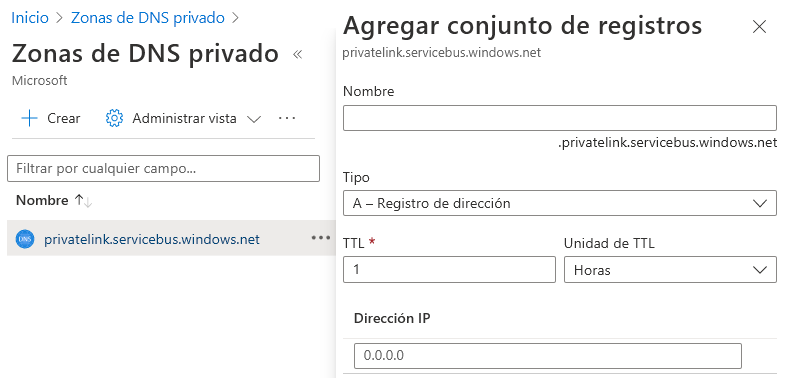 Inicio > Zonas de DNS privado >
Zonas de DNS privado «
Microsoft
+ Crear Administrar vista ...
Filtrar por cualquier campo...
Nombre ↑↓
DNS privatelink.servicebus.windows.net ...
Agregar conjunto de registros
privatelink.servicebus.windows.net
Nombre
.privatelink.servicebus.windows.net
Tipo
A – Registro de dirección
TTL * Unidad de TTL
1 Horas
Dirección IP
0.0.0.0